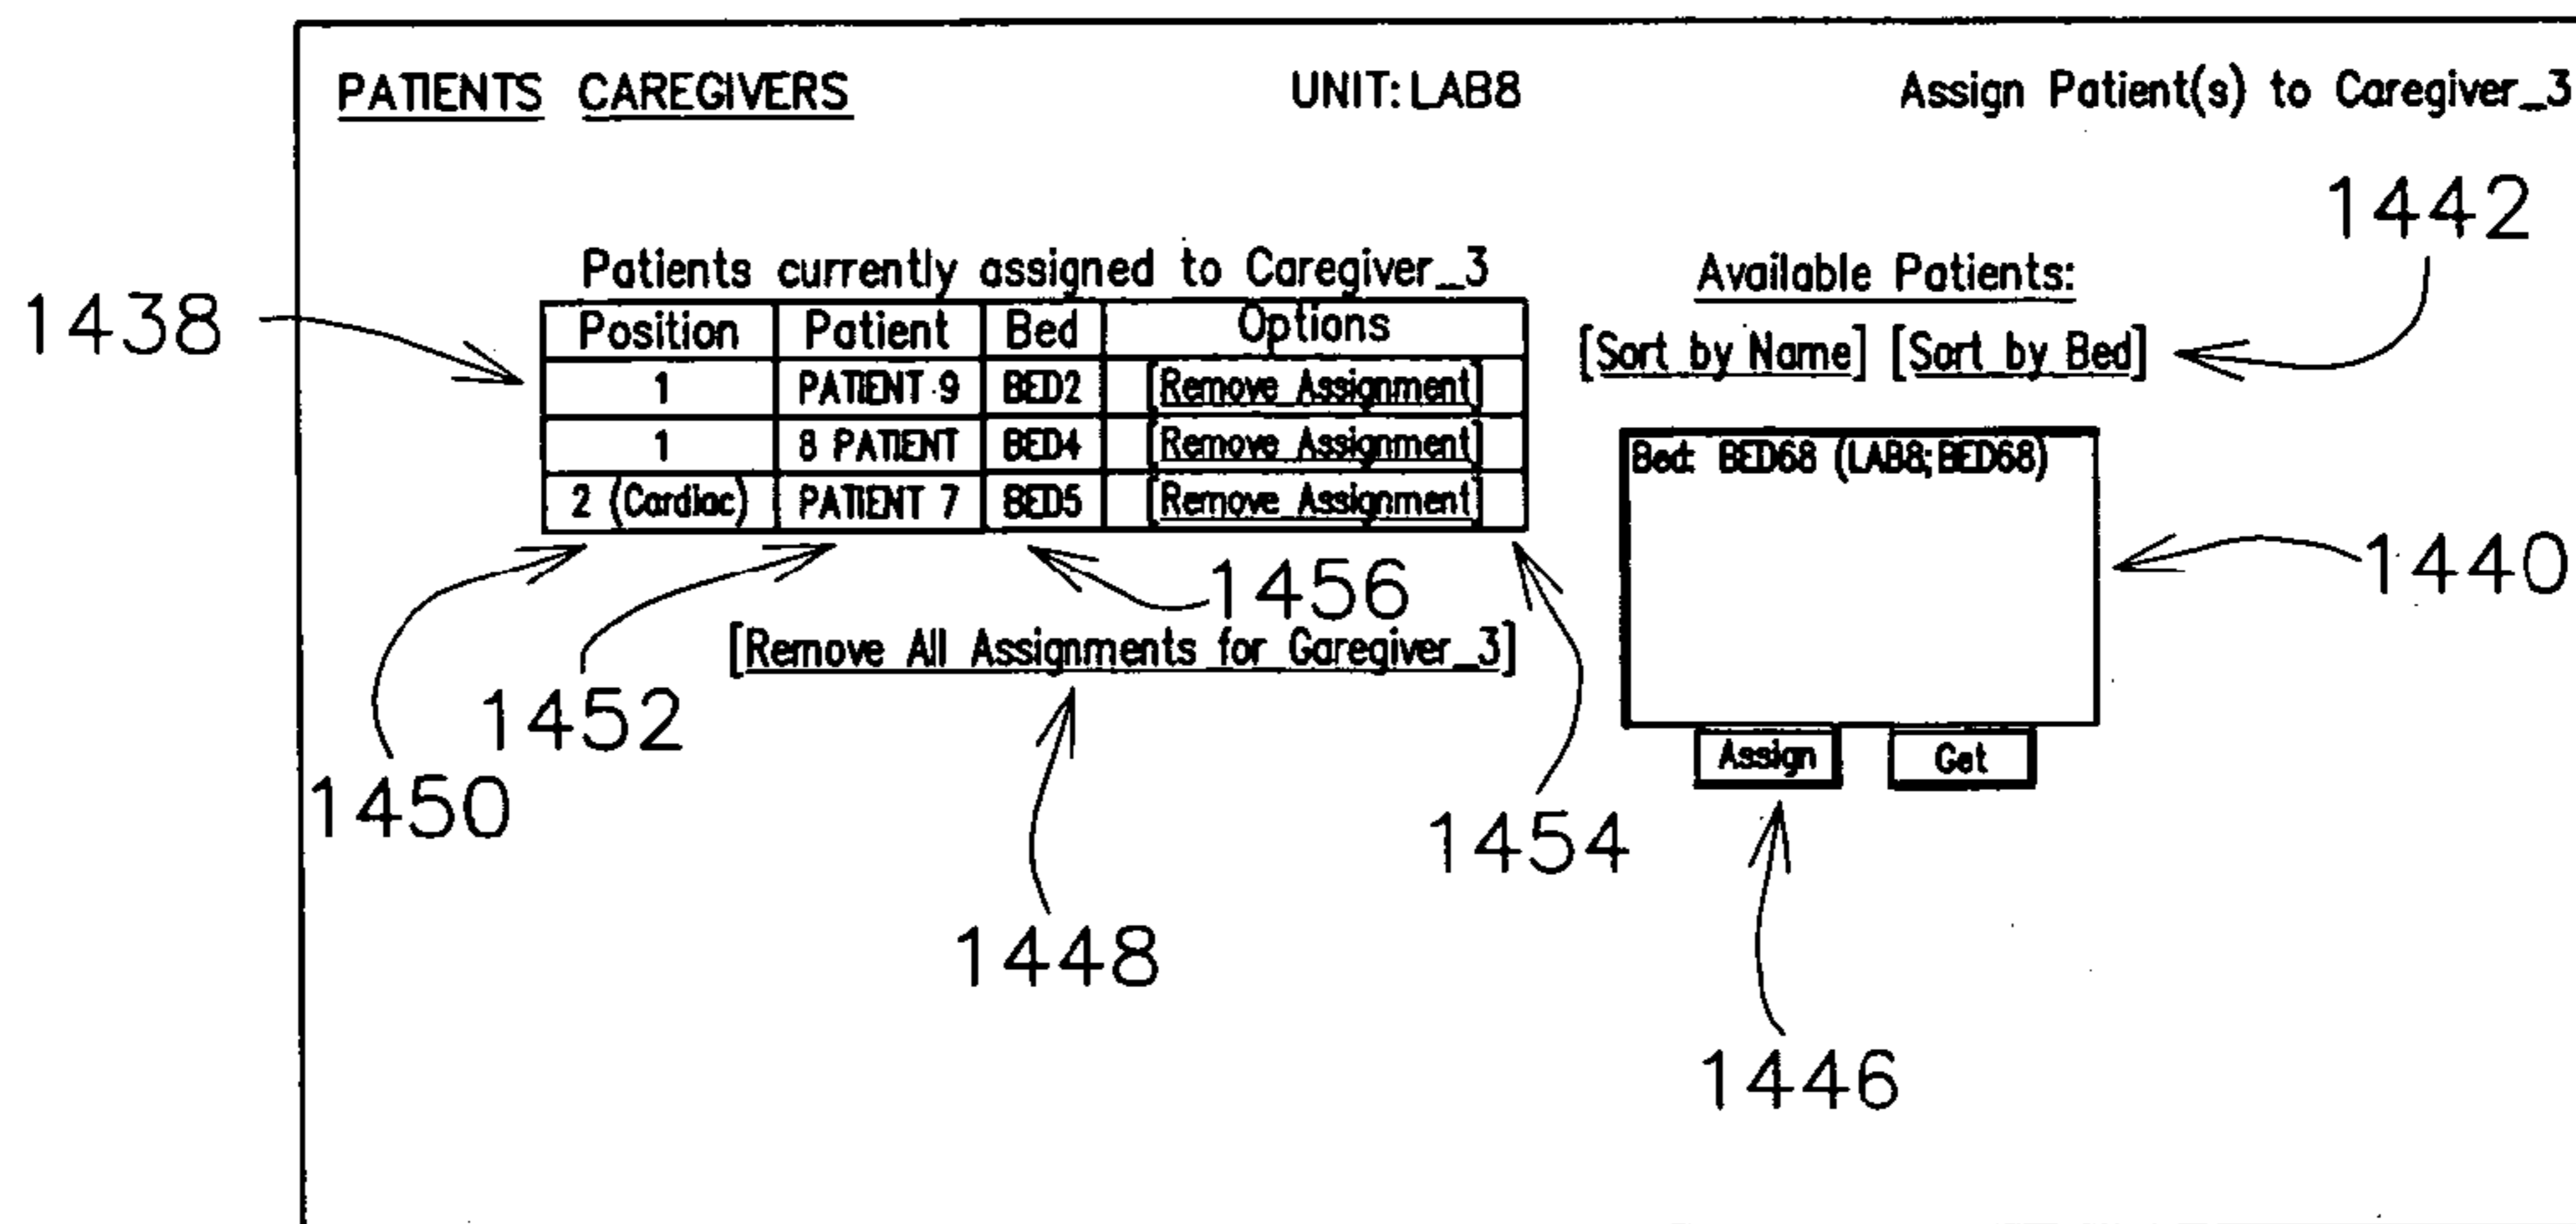 PATIENTS CAREGIVERS UNIT: LAB8 Assign Patient(s) to Caregiver_3
1442
Patients currently assigned to Caregiver_3 Available Patients:
1438
Position Patient Bed Options
[Sort by Name] [Sort by Bed]
1 PATIENT 9 BED2 [Remove Assignment]
1 8 PATIENT BED4 [Remove Assignment]
Bed: BED68 (LAB8; BED68)
2 (Cardiac) PATIENT 7 BED5 [Remove Assignment]
1440
1456
[Remove All Assignments for Garegiver_3]
1452
Assign Get
1450
1454
1448
1446